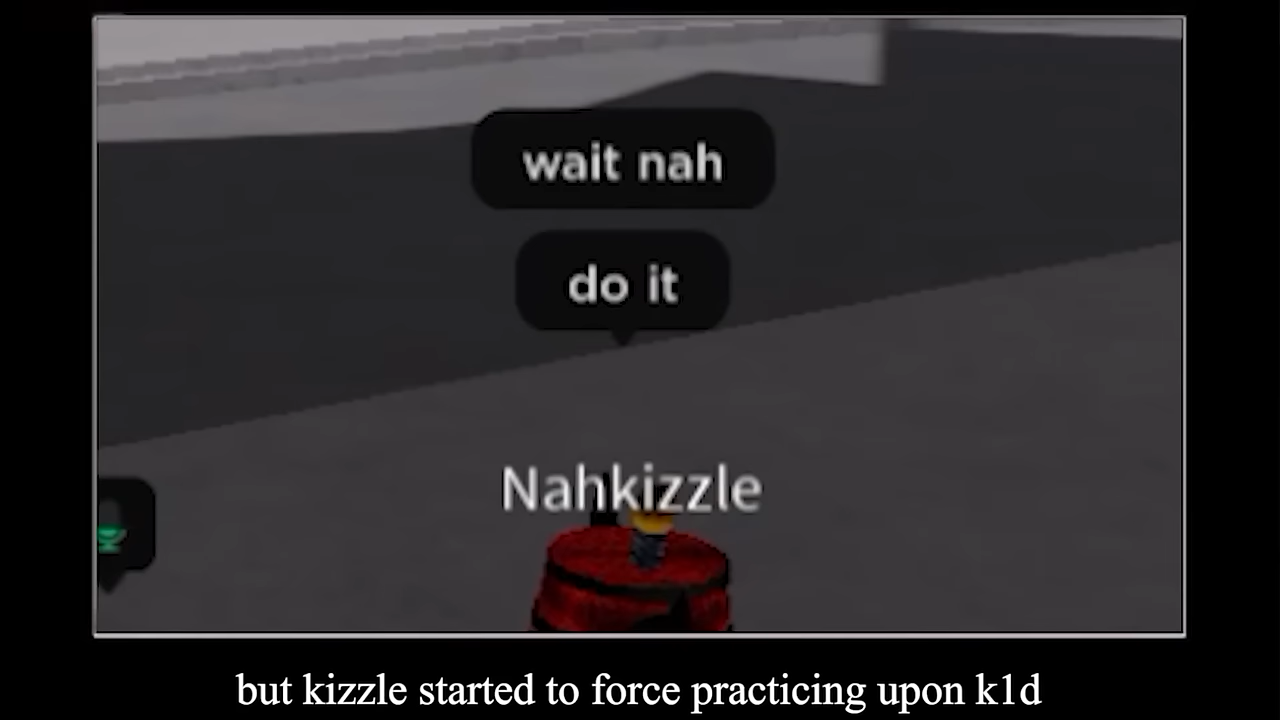 wait nah
do it
Nahkizzle
but kizzle started to force practicing upon k1d